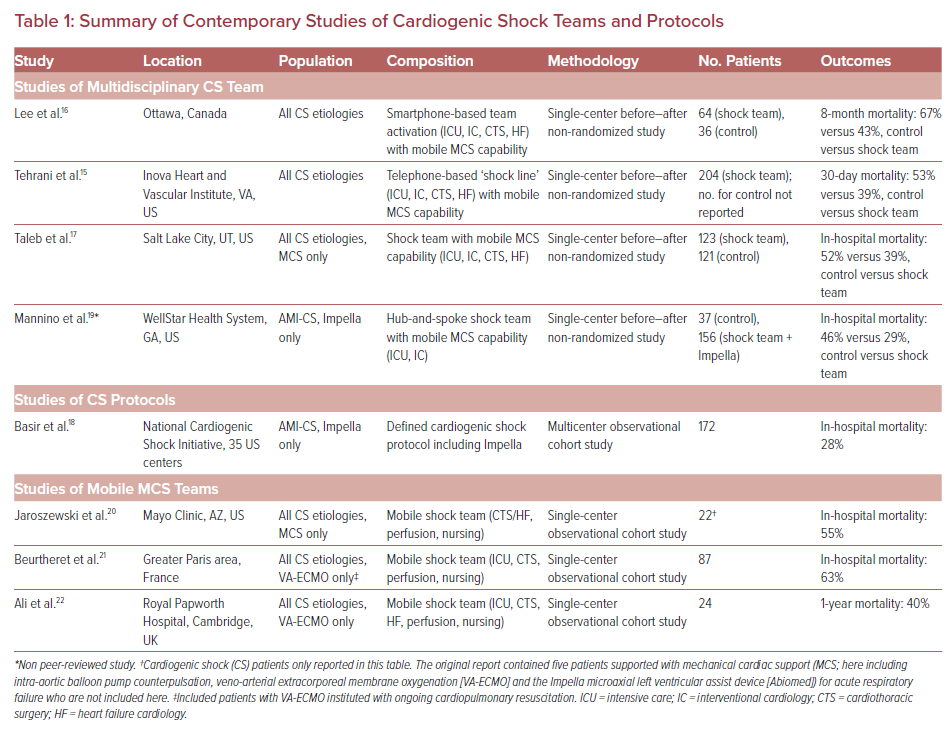 Table 1: Summary of Contemporary Studies of Cardiogenic Shock Teams and Protocols
Study Location Population Composition Methodology No. Patients Outcomes
Studies of Multidisciplinary CS Team
Lee et al.16 Ottawa, Canada All CS etiologies Smartphone-based team Single-center before–after 64 (shock team), 8-month mortality: 67%
activation (ICU, IC, CTS, HF) non-randomized study 36 (control) versus 43%, control
with mobile MCS capability versus shock team
Tehrani et al.15 Inova Heart and All CS etiologies Telephone-based ‘shock line’ Single-center before–after 204 (shock team); 30-day mortality: 53%
Vascular Institute, VA, (ICU, IC, CTS, HF) with mobile non-randomized study no. for control not versus 39%, control
US MCS capability reported versus shock team
Taleb et al.17 Salt Lake City, UT, US All CS etiologies, Shock team with mobile MCS Single-center before–after 123 (shock team), In-hospital mortality:
MCS only capability (ICU, IC, CTS, HF) non-randomized study 121 (control) 52% versus 39%,
control versus shock
team
Mannino et al.19* WellStar Health System, AMI-CS, Impella Hub-and-spoke shock team Single-center before–after 37 (control), In-hospital mortality:
GA, US only with mobile MCS capability non-randomized study 156 (shock team + 46% versus 29%,
(ICU, IC) Impella) control versus shock
team
Studies of CS Protocols
Basir et al.18 National Cardiogenic AMI-CS, Impella Defined cardiogenic shock Multicenter observational 172 In-hospital mortality:
Shock Initiative, 35 US only protocol including Impella cohort study 28%
centers
Studies of Mobile MCS Teams
Jaroszewski et al.20 Mayo Clinic, AZ, US All CS etiologies, Mobile shock team (CTS/HF, Single-center 22† In-hospital mortality:
MCS only perfusion, nursing) observational cohort study 55%
Beurtheret et al.21 Greater Paris area, All CS etiologies, Mobile shock team (ICU, CTS, Single-center 87 In-hospital mortality:
France VA-ECMO only‡ perfusion, nursing) observational cohort study 63%
Ali et al.22 Royal Papworth All CS etiologies, Mobile shock team (ICU, CTS, Single-center 24 1-year mortality: 40%
Hospital, Cambridge, VA-ECMO only HF, perfusion, nursing) observational cohort study
UK
*Non peer-reviewed study. †Cardiogenic shock (CS) patients only reported in this table. The original report contained five patients supported with mechanical cardiac support (MCS; here including
intra-aortic balloon pump counterpulsation, veno-arterial extracorporeal membrane oxygenation [VA-ECMO] and the Impella microaxial left ventricular assist device [Abiomed]) for acute respiratory
failure who are not included here. ‡Included patients with VA-ECMO instituted with ongoing cardiopulmonary resuscitation. ICU = intensive care; IC = interventional cardiology; CTS = cardiothoracic
surgery; HF = heart failure cardiology.